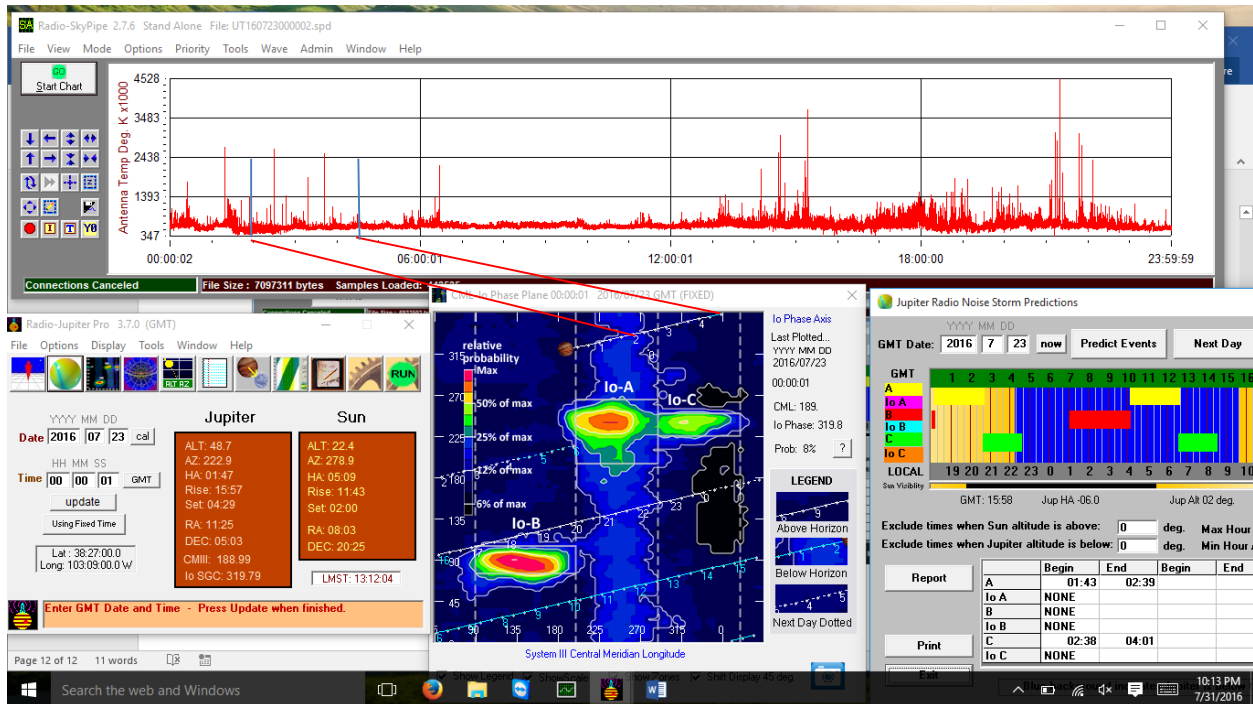 Radio-SkyPipe 2.7.6 Stand Alone File: UT160723000002.spd
File View Mode Options Priority Tools Wave Admin Window Help
GO
Start Chart
Antenna Temp Deg. K x1000
4528
3483
2438
1393
347
00:00:02 06:00:01 12:00:01 18:00:00 23:59:59
Connections Canceled File Size : 7097311 bytes Samples Loaded:
Radio-Jupiter Pro 3.7.0 (GMT)
File Options Display Tools Window Help
ALT AZ
RUN
YYYY MM DD
Date 2016 07 23 cal
HH MM SS
Time 00 00 01 GMT
update
Using Fixed Time
Lat : 38:27:00.0
Long: 103:09:00.0 W
Jupiter
ALT: 48.7
AZ: 222.9
HA: 01:47
Rise: 15:57
Set: 04:29
RA: 11:25
DEC: 05:03
CMIII: 188.99
Io SGC: 319.79
Sun
ALT: 22.4
AZ: 278.9
HA: 05:09
Rise: 11:43
Set: 02:00
RA: 08:03
DEC: 20:25
LMST: 13:12:04
Enter GMT Date and Time - Press Update when finished.
Page 12 of 12 11 words
CML-Io Phase Plane 00:00:01 2016/07/23 GMT (FIXED)
relative
probability
Max
50% of max
25% of max
12% of max
6% of max
Io-A
Io-C
Io-B
315
270
225
180
135
90
45
90 135 180 225 270 315 0
System III Central Meridian Longitude
Io Phase Axis
Last Plotted...
YYYY MM DD
2016/07/23
00:00:01
CML: 189.
Io Phase: 319.8
Prob: 8% ?
LEGEND
Above Horizon
Below Horizon
Next Day Dotted
Show Legend ShowScale Show Zones Shift Display 45 deg.
Jupiter Radio Noise Storm Predictions
YYYY MM DD
GMT Date: 2016 7 23 now Predict Events Next Day
GMT 1 2 3 4 5 6 7 8 9 10 11 12 13 14 15 16
A
Io A
B
Io B
C
Io C
LOCAL 19 20 21 22 23 0 1 2 3 4 5 6 7 8 9 10
Sun Visiblity
GMT: 15:58 Jup HA -06.0 Jup Alt 02 deg.
Exclude times when Sun altitude is above: 0 deg. Max Hour
Exclude times when Jupiter altitude is below: 0 deg. Min Hour
Report
Print
Exit
Begin End Begin End
A 01:43 02:39
Io A NONE
B NONE
Io B NONE
C 02:38 04:01
Io C NONE
Search the web and Windows
10:13 PM
7/31/2016